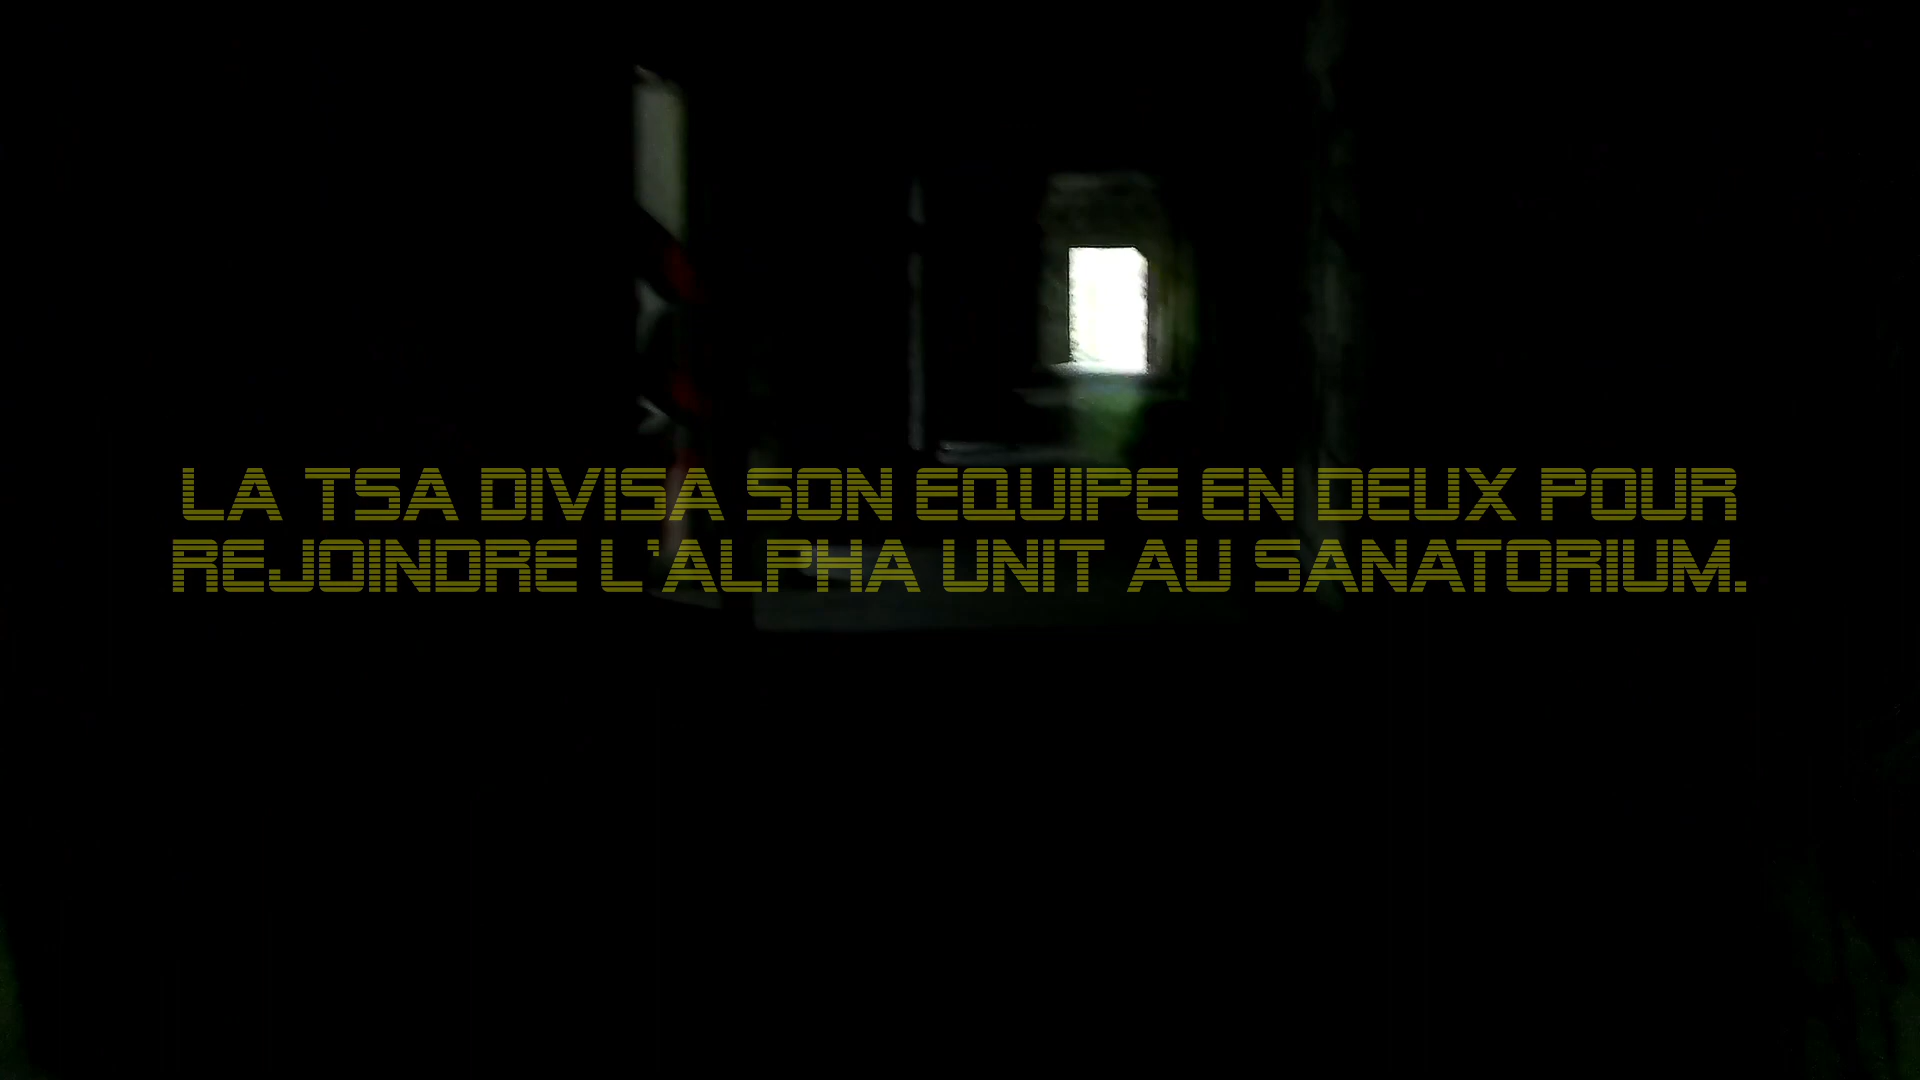 LA TSA DIVISA SON EQUIPE EN DEUX POUR
REJOINDRE L'ALPHA UNIT AU SANATORIUM.